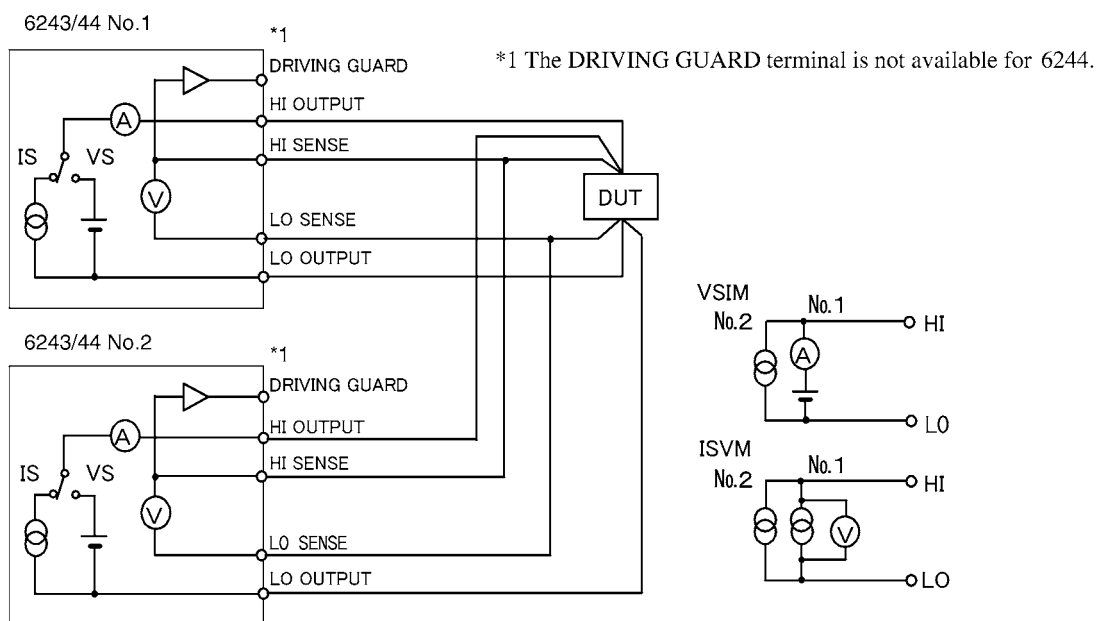 6243/44 No.1
*1
DRIVING GUARD
*1 The DRIVING GUARD terminal is not available for 6244.
HI OUTPUT
A
HI SENSE
IS
VS
V
DUT
LO SENSE
LO OUTPUT
6243/44 No.2
*1
DRIVING GUARD
HI OUTPUT
A
HI SENSE
IS
VS
V
LO SENSE
LO OUTPUT
VSIM
No.2
No.1
HI
A
LO
ISVM
No.2
No.1
HI
V
LO